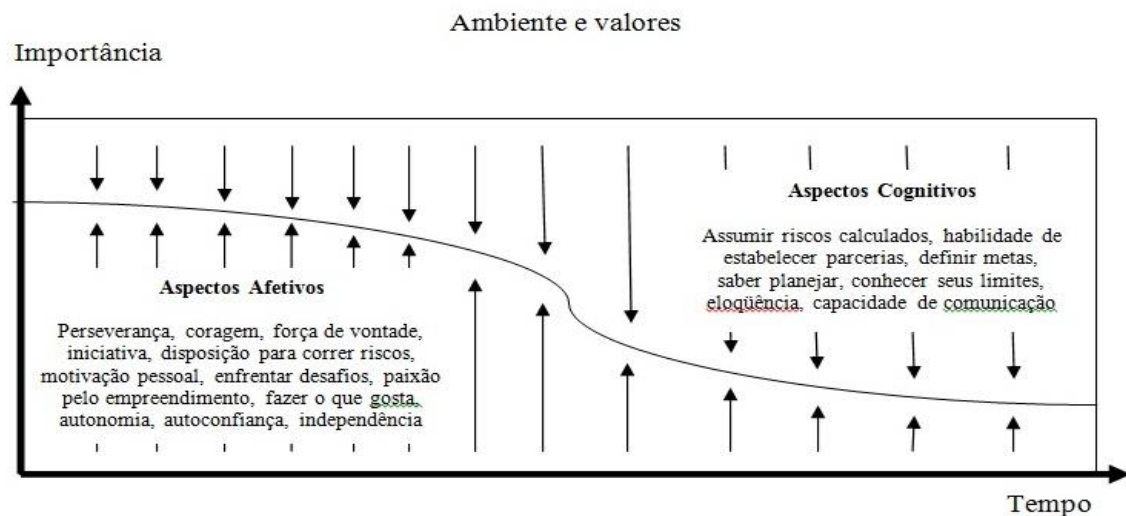 Ambiente e valores
Importância
Aspectos Cognitivos
Assumir riscos calculados, habilidade de
estabelecer parcerias, definir metas,
saber planejar, conhecer seus limites,
eloqüência, capacidade de comunicação
Aspectos Afetivos
Perseverança, coragem, força de vontade,
iniciativa, disposição para correr riscos,
motivação pessoal, enfrentar desafios, paixão
pelo empreendimento, fazer o que gosta,
autonomia, autoconfiança, independência
Tempo